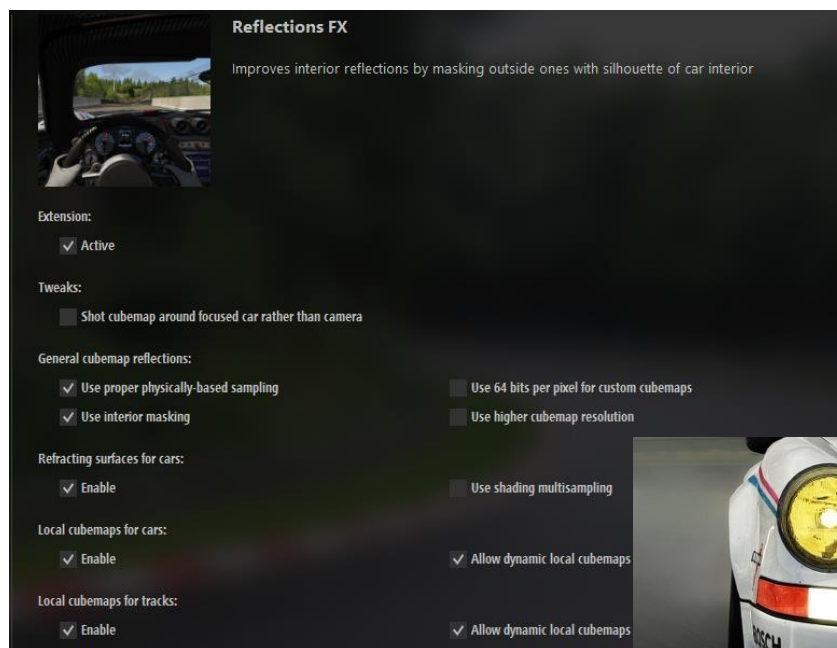 Reflections FX
Improves interior reflections by masking outside ones with silhouette of car interior
Extension:
Active
Tweaks:
Shot cubemap around focused car rather than camera
General cubemap reflections:
Use proper physically-based sampling
Use 64 bits per pixel for custom cubemaps
Use interior masking
Use higher cubemap resolution
Refracting surfaces for cars:
Enable
Use shading multisampling
Local cubemaps for cars:
Enable
Allow dynamic local cubemaps
Local cubemaps for tracks:
Enable
Allow dynamic local cubemaps
BOSCH